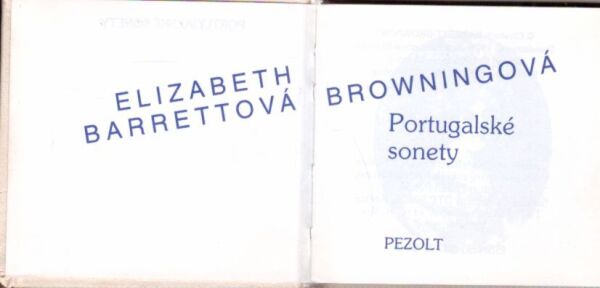 ELIZABETH
BARRETTOVÁ BROWNINGOVÁ
Portugalské
sonety
PEZOLT